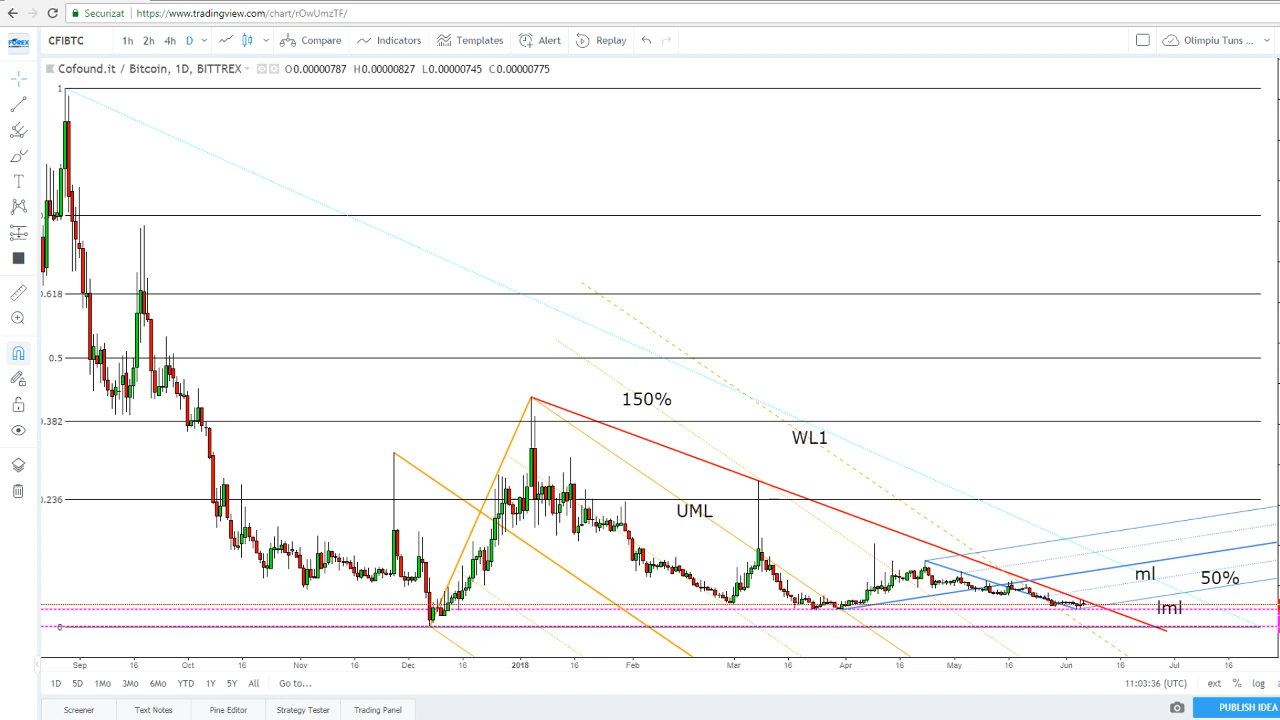 Securizat https://www.tradingview.com/chart/rOwUmzTF/
FOREX
CFIBTC 1h 2h 4h D Compare Indicators Templates Alert Replay Olimpiu Tuns ...
Cofound.it / Bitcoin, 1D, BITTREX O0.00000787 H0.00000827 L0.00000745 C0.00000775
1
0.618
0.5
0.382
150%
WL1
0.236
UML
ml 50%
lml
0
Sep 16 Oct 16 Nov 16 Dec 16 2018 16 Feb Mar 16 Apr 16 May 16 Jun 16 Jul 16
1D 5D 1Mo 3Mo 6Mo YTD 1Y 5Y All Go to... 11:03:36 (UTC) ext % log
Screener Text Notes Pine Editor Strategy Tester Trading Panel PUBLISH IDEA